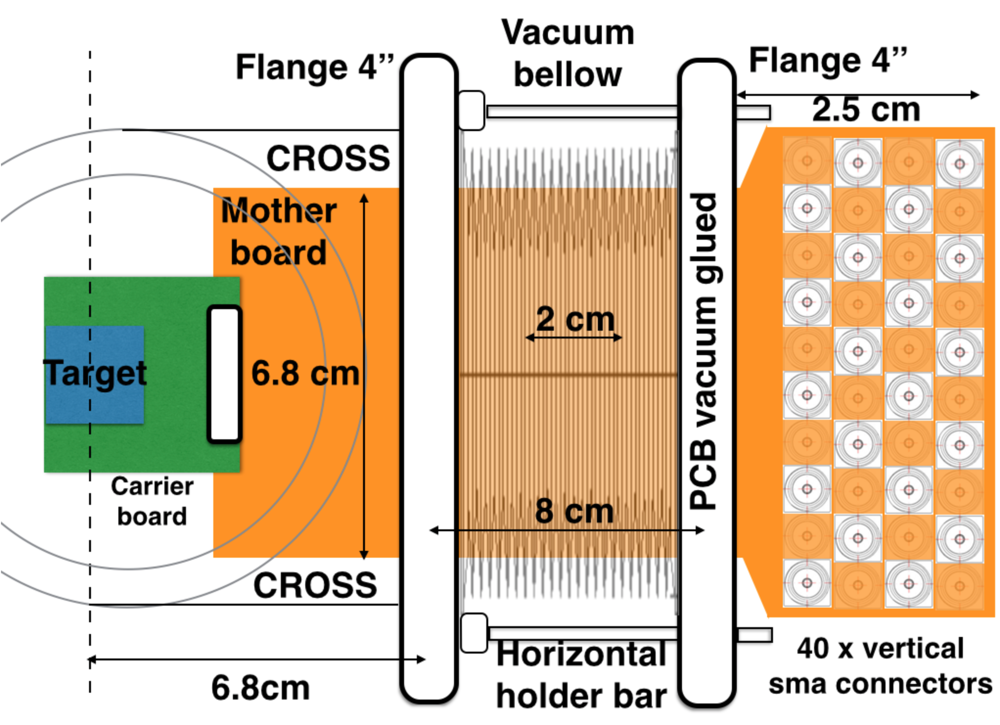 Vacuum
bellow
Flange 4”
Flange 4”
2.5 cm
CROSS
Mother
board
PCB vacuum glued
2 cm
Target
6.8 cm
Carrier
board
8 cm
CROSS
Horizontal
holder bar
6.8cm
40 x vertical
sma connectors